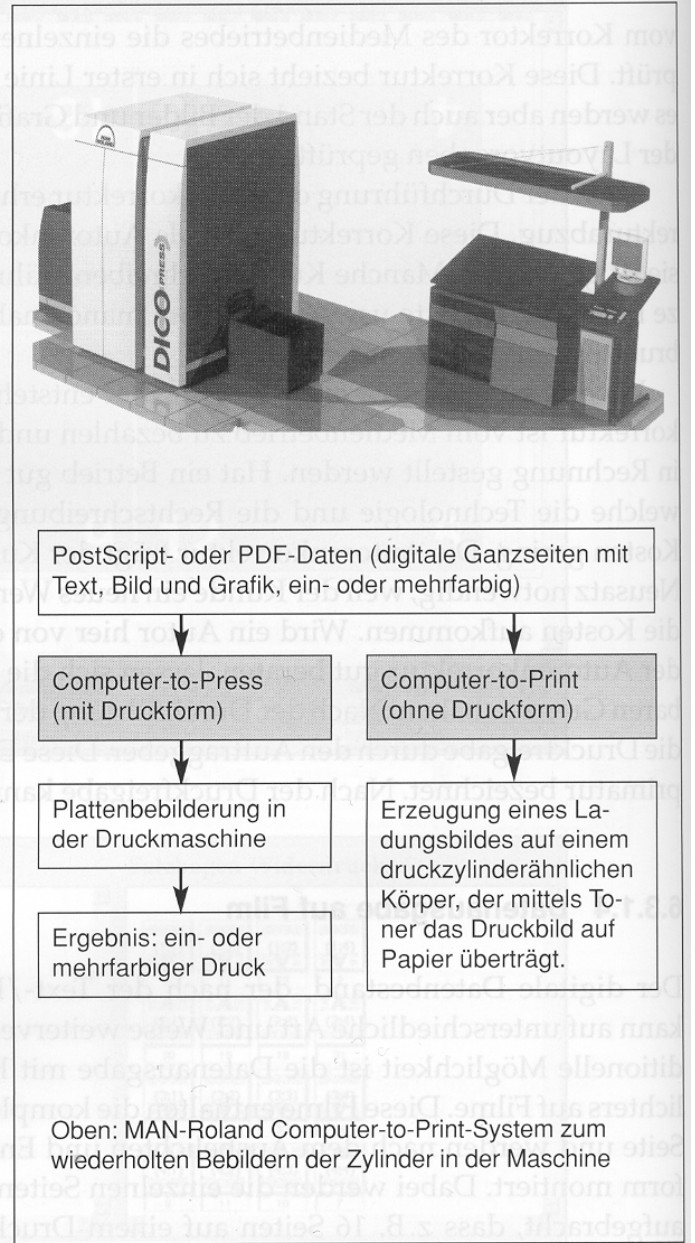 MAN
ROLAND
DICO PRESS
PostScript- oder PDF-Daten (digitale Ganzseiten mit
Text, Bild und Grafik, ein- oder mehrfarbig)
Computer-to-Press
(mit Druckform)
Plattenbebilderung in
der Druckmaschine
Ergebnis: ein- oder
mehrfarbiger Druck
Computer-to-Print
(ohne Druckform)
Erzeugung eines La-
dungsbildes auf einem
druckzylinderähnlichen
Körper, der mittels To-
ner das Druckbild auf
Papier überträgt.
Oben: MAN-Roland Computer-to-Print-System zum
wiederholten Bebildern der Zylinder in der Maschine